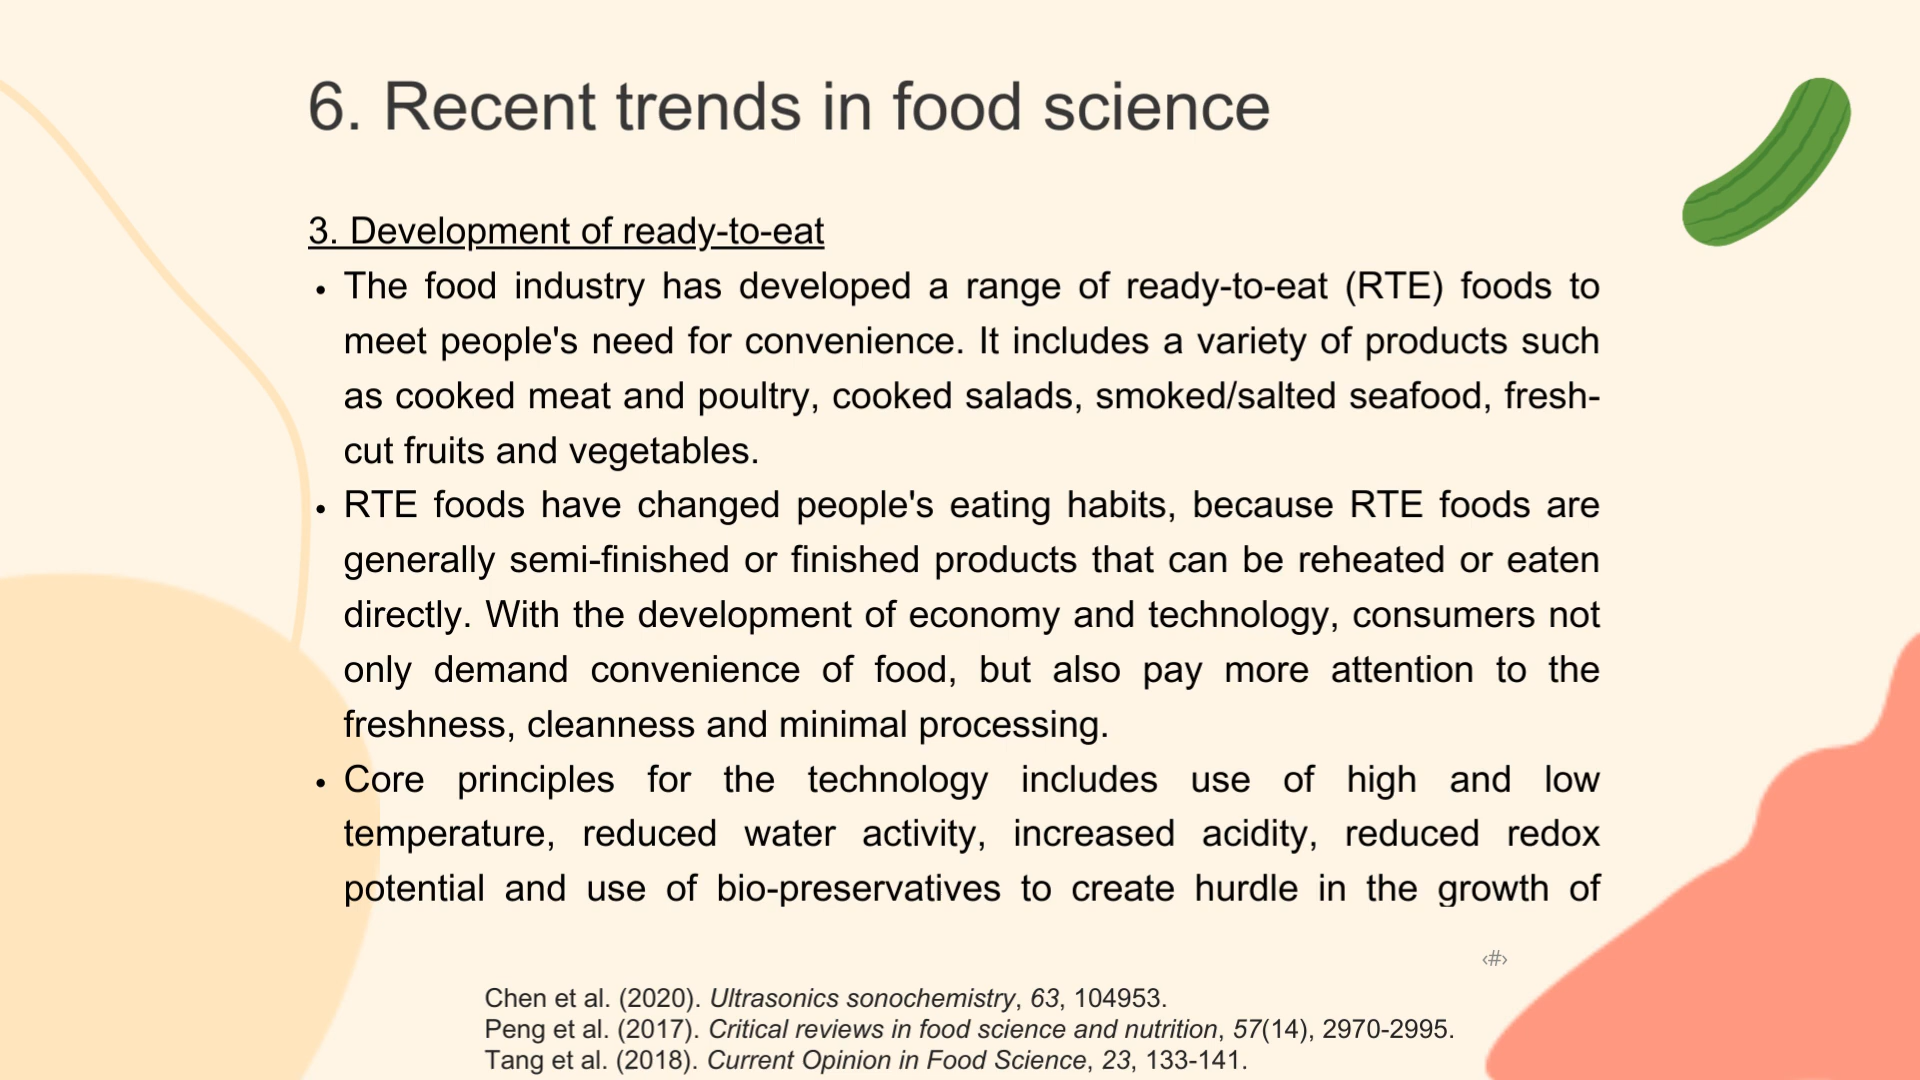 6. Recent trends in food science
3. Development of ready-to-eat
• The food industry has developed a range of ready-to-eat (RTE) foods to
meet people's need for convenience. It includes a variety of products such
as cooked meat and poultry, cooked salads, smoked/salted seafood, fresh-
cut fruits and vegetables.
• RTE foods have changed people's eating habits, because RTE foods are
generally semi-finished or finished products that can be reheated or eaten
directly. With the development of economy and technology, consumers not
only demand convenience of food, but also pay more attention to the
freshness, cleanness and minimal processing.
• Core principles for the technology includes use of high and low
temperature, reduced water activity, increased acidity, reduced redox
potential and use of bio-preservatives to create hurdle in the growth of
‹#›
Chen et al. (2020). Ultrasonics sonochemistry, 63, 104953.
Peng et al. (2017). Critical reviews in food science and nutrition, 57(14), 2970-2995.
Tang et al. (2018). Current Opinion in Food Science, 23, 133-141.